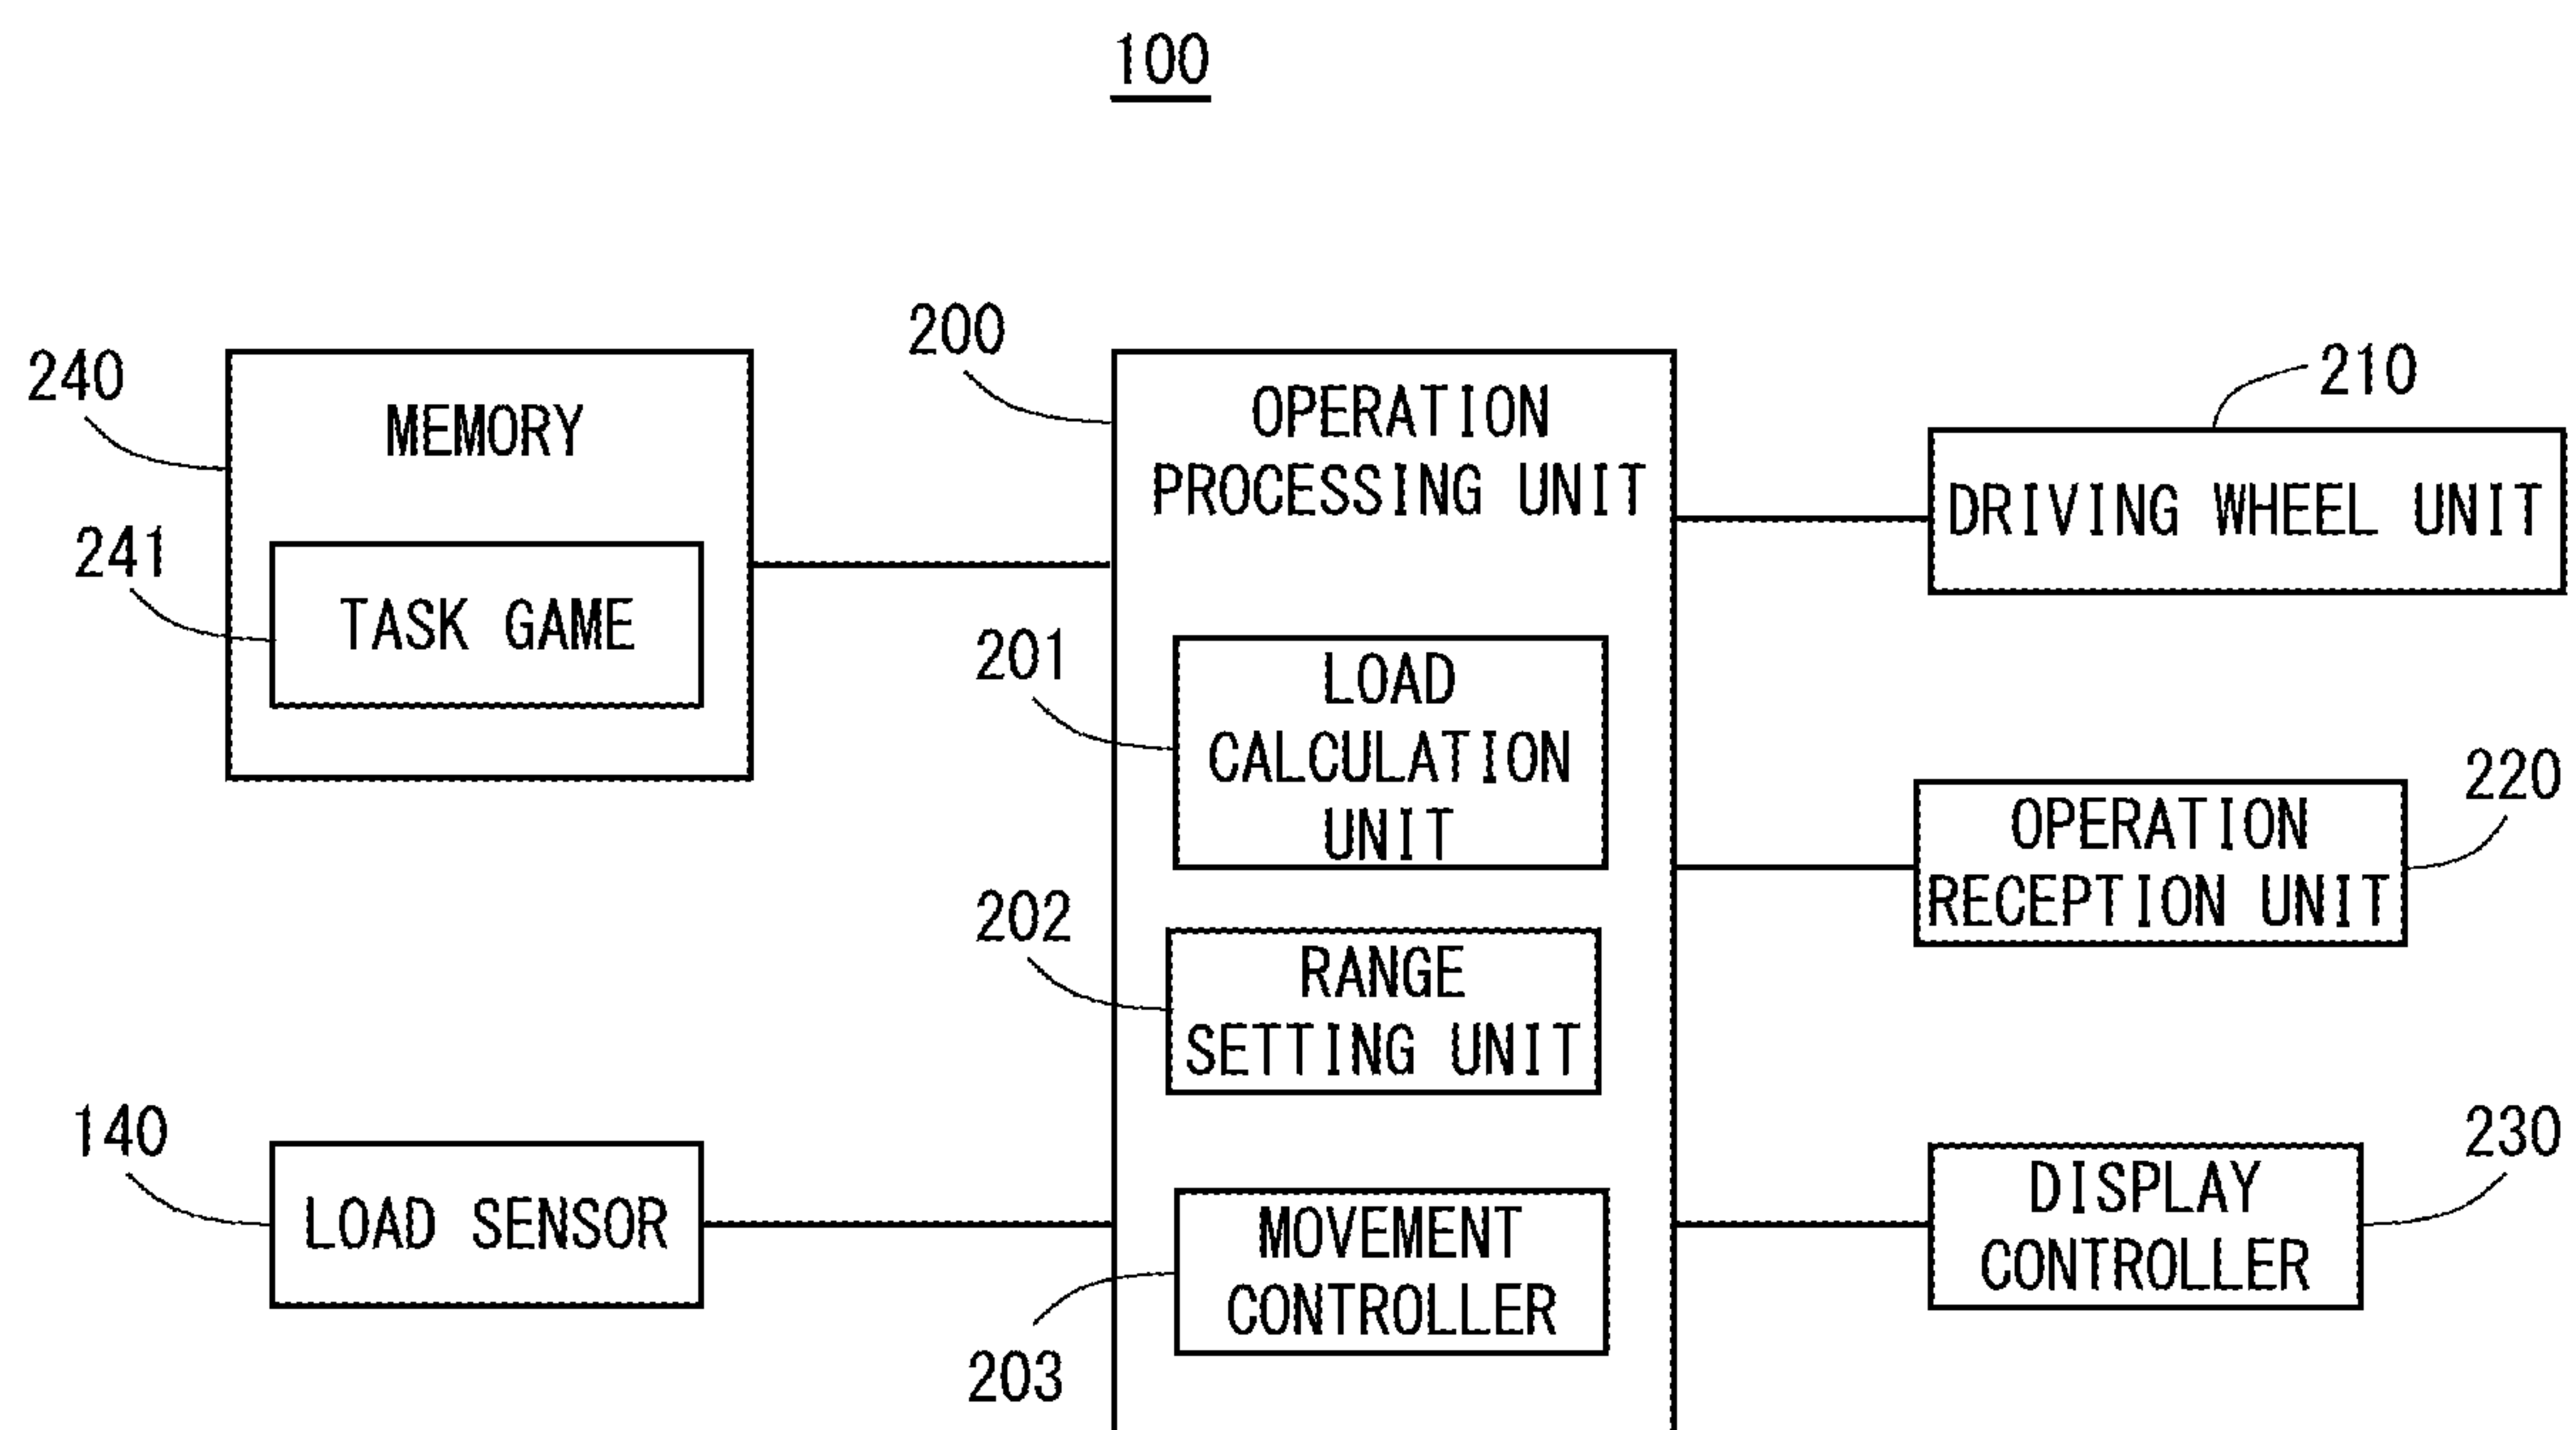 100
240
MEMORY
241
TASK GAME
140
LOAD SENSOR
200
OPERATION
PROCESSING UNIT
201
LOAD
CALCULATION
UNIT
202
RANGE
SETTING UNIT
203
MOVEMENT
CONTROLLER
210
DRIVING WHEEL UNIT
220
OPERATION
RECEPTION UNIT
230
DISPLAY
CONTROLLER